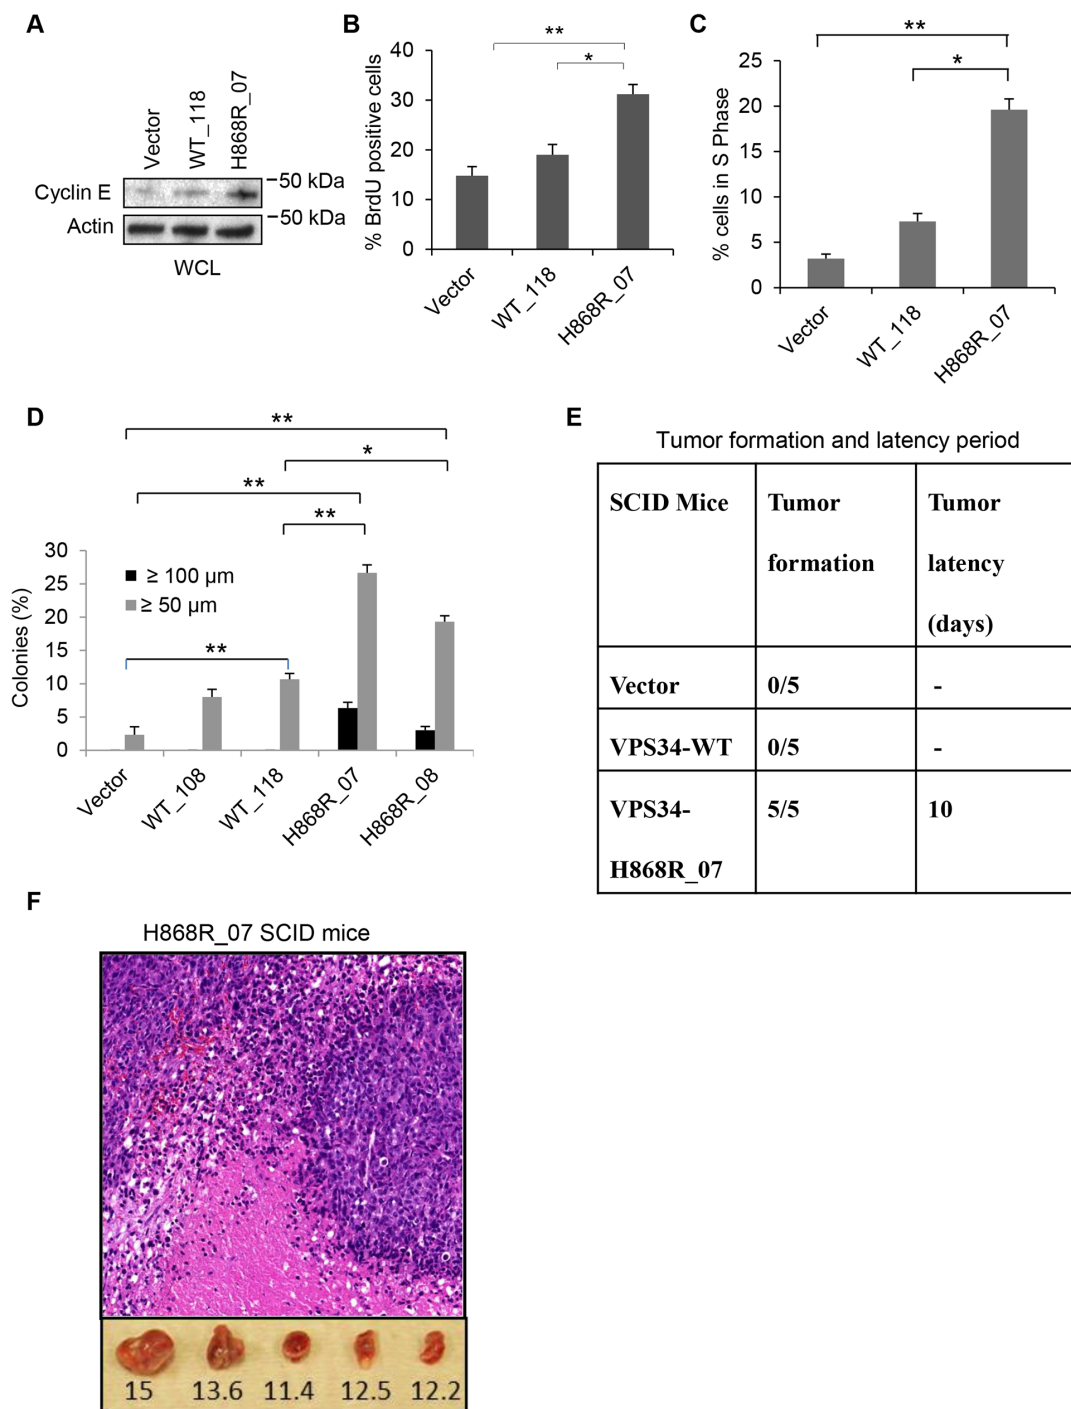 A
Vector
WT_118
H868R_07
Cyclin E
50 kDa
Actin
50 kDa
WCL
B
**
*
% BrdU positive cells
40
30
20
10
0
Vector
WT_118
H868R_07
C
**
*
% cells in S Phase
25
20
15
10
5
0
Vector
WT_118
H868R_07
D
**
*
**
**
**
Colonies (%)
30
25
20
15
10
5
0
≥ 100 µm
≥ 50 µm
Vector
WT_108
WT_118
H868R_07
H868R_08
E
Tumor formation and latency period
SCID Mice
Tumor
formation
Tumor
latency
(days)
Vector
0/5
-
VPS34-WT
0/5
-
VPS34-
H868R_07
5/5
10
F
H868R_07 SCID mice
15 13.6 11.4 12.5 12.2